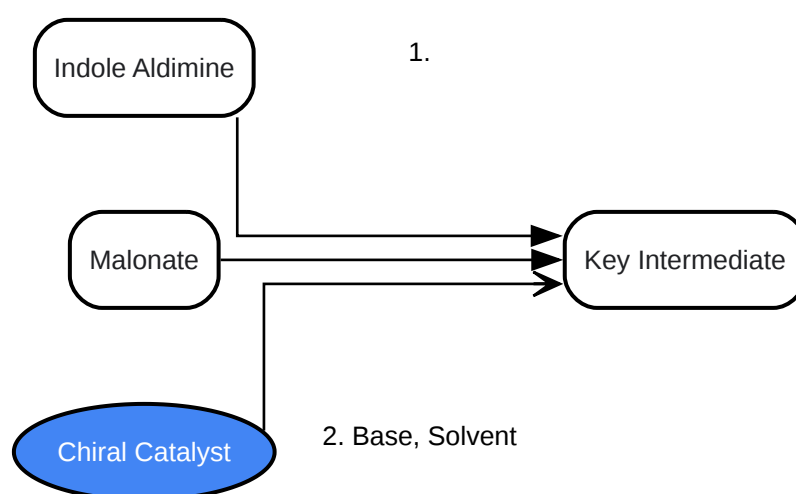 Indole Aldimine
1.
Malonate
Key Intermediate
Chiral Catalyst
2. Base, Solvent